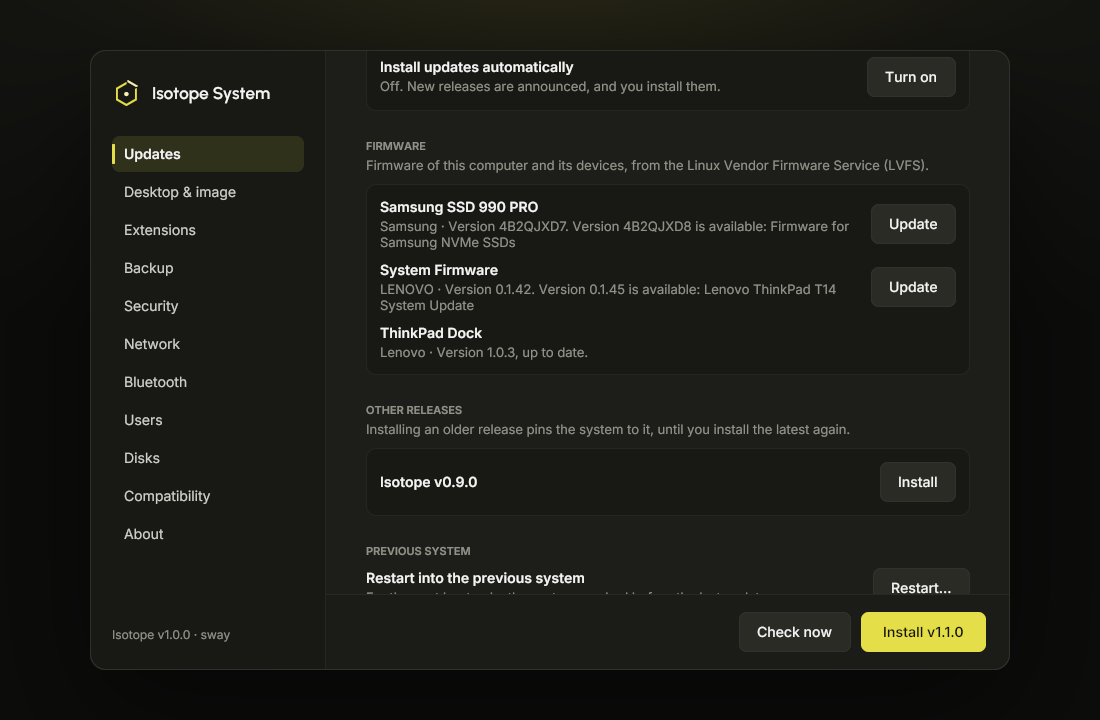 Isotope System
Updates
Desktop & image
Extensions
Backup
Security
Network
Bluetooth
Users
Disks
Compatibility
About
Isotope v1.0.0 · sway
Install updates automatically
Off. New releases are announced, and you install them.
Turn on
FIRMWARE
Firmware of this computer and its devices, from the Linux Vendor Firmware Service (LVFS).
Samsung SSD 990 PRO
Samsung · Version 4B2QJXD7. Version 4B2QJXD8 is available: Firmware for
Samsung NVMe SSDs
Update
System Firmware
LENOVO · Version 0.1.42. Version 0.1.45 is available: Lenovo ThinkPad T14
System Update
Update
ThinkPad Dock
Lenovo · Version 1.0.3, up to date.
OTHER RELEASES
Installing an older release pins the system to it, until you install the latest again.
Isotope v0.9.0
Install
PREVIOUS SYSTEM
Restart into the previous system
Restart...
Check now
Install v1.1.0